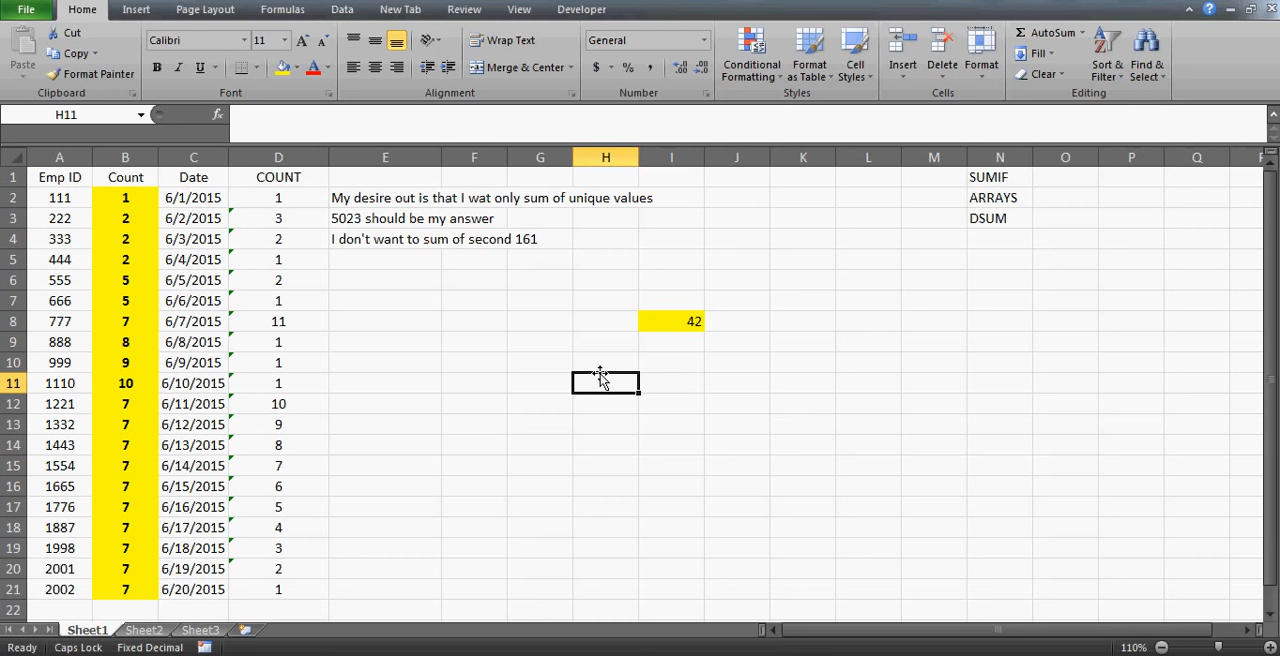 File Home Insert Page Layout Formulas Data New Tab Review View Developer
Cut Calibri 11 Wrap Text General AutoSum
Copy Fill
Paste Format Painter B I U Merge & Center $ % , Conditional Formatting Format as Table Cell Styles Insert Delete Format Clear Sort & Filter Find & Select
Clipboard Font Alignment Number Styles Cells Editing
H11 fx
A B C D E F G H I J K L M N O P Q
1 Emp ID Count Date COUNT SUMIF
2 111 1 6/1/2015 1 My desire out is that I wat only sum of unique values ARRAYS
3 222 2 6/2/2015 3 5023 should be my answer DSUM
4 333 2 6/3/2015 2 I don't want to sum of second 161
5 444 2 6/4/2015 1
6 555 5 6/5/2015 2
7 666 5 6/6/2015 1
8 777 7 6/7/2015 11 42
9 888 8 6/8/2015 1
10 999 9 6/9/2015 1
11 1110 10 6/10/2015 1
12 1221 7 6/11/2015 10
13 1332 7 6/12/2015 9
14 1443 7 6/13/2015 8
15 1554 7 6/14/2015 7
16 1665 7 6/15/2015 6
17 1776 7 6/16/2015 5
18 1887 7 6/17/2015 4
19 1998 7 6/18/2015 3
20 2001 7 6/19/2015 2
21 2002 7 6/20/2015 1
22
Sheet1 Sheet2 Sheet3
Ready Caps Lock Fixed Decimal 110%